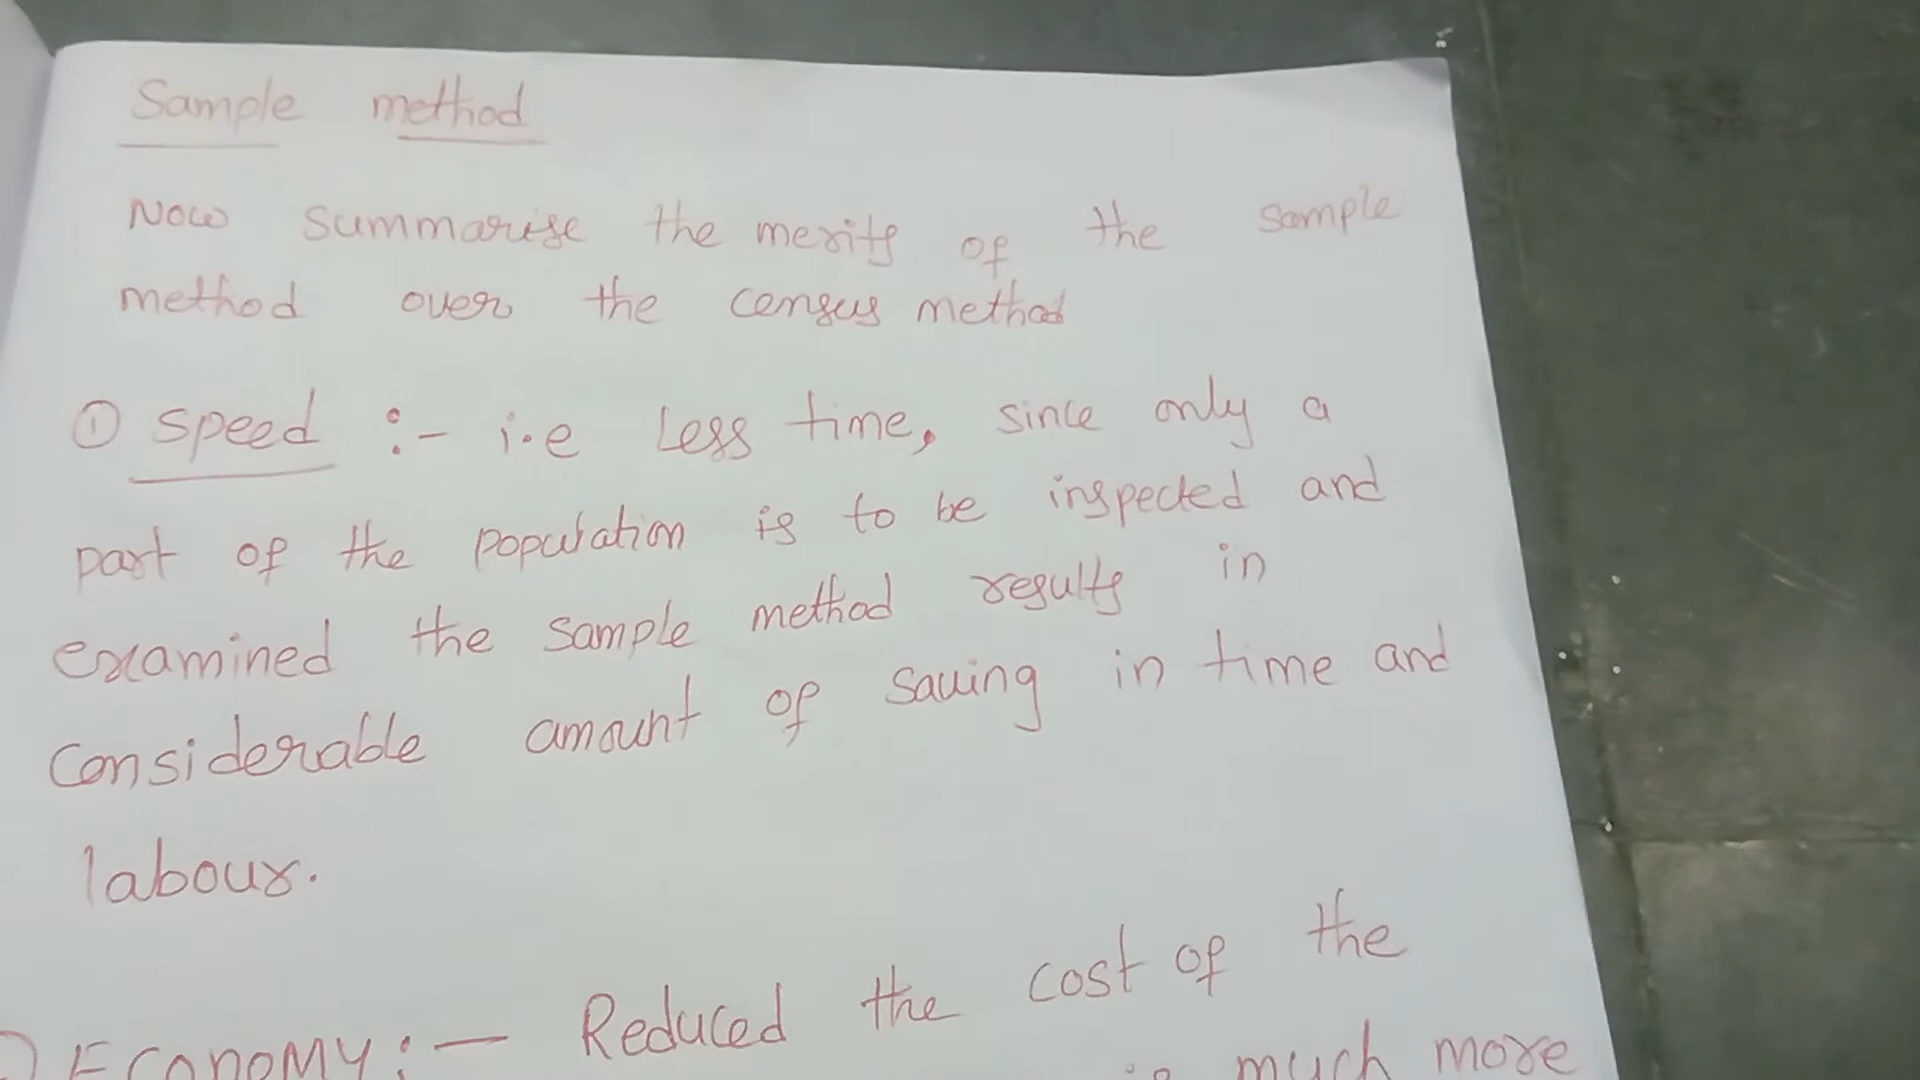 Sample method
Now summarise the merits of the sample
method over the census method
① Speed :- i.e Less time, since only a
part of the population is to be inspected and
examined the sample method results in
considerable amount of saving in time and
labour.
ECONOMY :- Reduced the cost of the
is much more